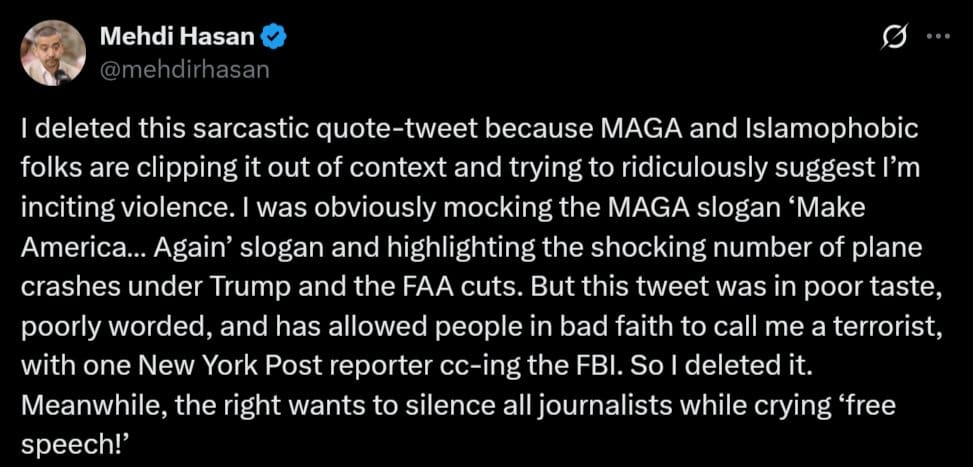 Mehdi Hasan
@mehdirhasan
I deleted this sarcastic quote-tweet because MAGA and Islamophobic
folks are clipping it out of context and trying to ridiculously suggest I’m
inciting violence. I was obviously mocking the MAGA slogan ‘Make
America... Again’ slogan and highlighting the shocking number of plane
crashes under Trump and the FAA cuts. But this tweet was in poor taste,
poorly worded, and has allowed people in bad faith to call me a terrorist,
with one New York Post reporter cc-ing the FBI. So I deleted it.
Meanwhile, the right wants to silence all journalists while crying ‘free
speech!’